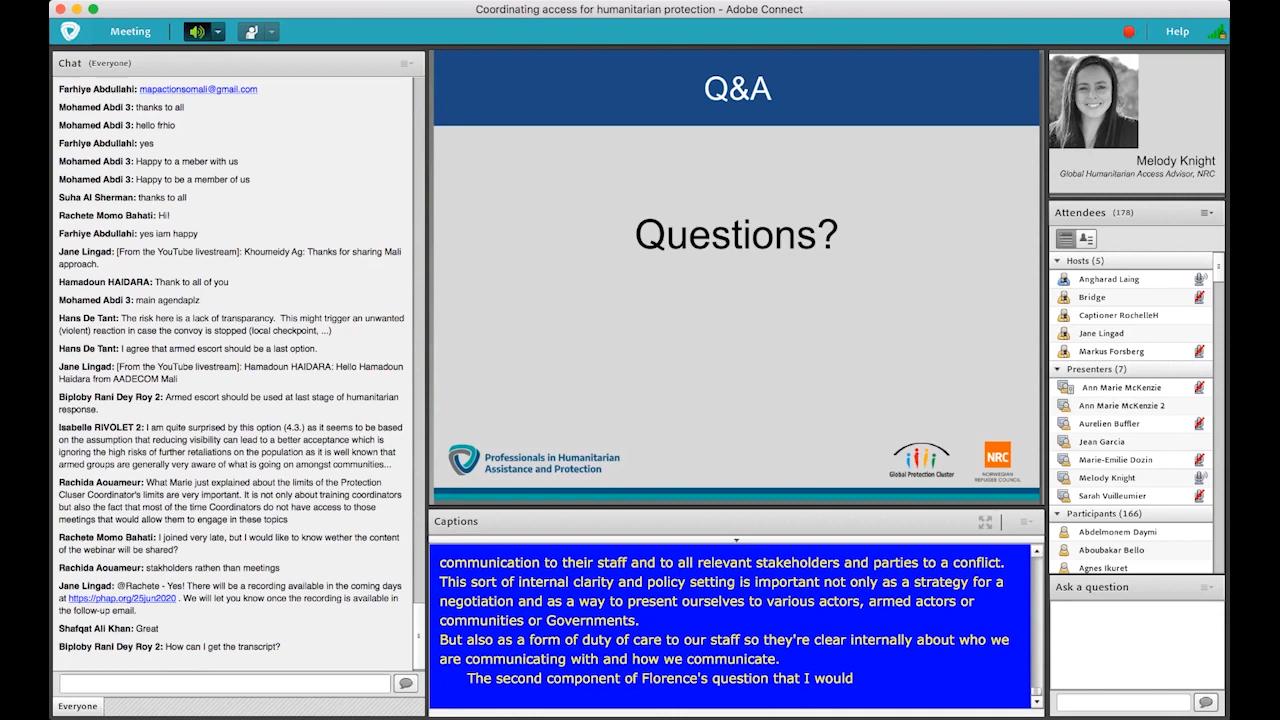 Coordinating access for humanitarian protection - Adobe Connect
Meeting
Help
Chat (Everyone)
Farhiye Abdullahi: mapactionsomali@gmail.com
Mohamed Abdi 3: thanks to all
Mohamed Abdi 3: hello frhio
Farhiye Abdullahi: yes
Mohamed Abdi 3: Happy to a meber with us
Mohamed Abdi 3: Happy to be a member of us
Suha Al Sherman: thanks to all
Rachete Momo Bahati: Hi!
Farhiye Abdullahi: yes iam happy
Jane Lingad: [From the YouTube livestream]: Khoumeidy Ag: Thanks for sharing Mali
approach.
Hamadoun HAIDARA: Thank to all of you
Mohamed Abdi 3: main agendaplz
Hans De Tant: The risk here is a lack of transparancy. This might trigger an unwanted
(violent) reaction in case the convoy is stopped (local checkpoint, ...)
Hans De Tant: I agree that armed escort should be a last option.
Jane Lingad: [From the YouTube livestream]: Hamadoun HAIDARA: Hello Hamadoun
Haidara from AADECOM Mali
Biploby Rani Dey Roy 2: Armed escort should be used at last stage of humanitarian
response.
Isabelle RIVOLET 2: I am quite surprised by this option (4.3.) as it seems to be based
on the assumption that reducing visibility can lead to a better acceptance which is
ignoring the high risks of further retaliations on the population as it is well known that
armed groups are generally very aware of what is going on amongst communities...
Rachida Aouameur: What Marie just explained about the limits of the Protection
Cluser Coordinator's limits are very important. It is not only about training coordinators
but also the fact that most of the time Coordinators do not have access to those
meetings that would allow them to engage in these topics
Rachete Momo Bahati: I joined very late, but I would like to know wether the content
of the webinar will be shared?
Rachida Aouameur: stakholders rather than meetings
Jane Lingad: @Rachete - Yes! There will be a recording available in the coming days
at https://phap.org/25jun2020 . We will let you know once the recording is available in
the follow-up email.
Shafqat Ali Khan: Great
Biploby Rani Dey Roy 2: How can I get the transcript?
Everyone
Q&A
Questions?
Professionals in Humanitarian
Assistance and Protection
Global Protection Cluster
NRC
NORWEGIAN
REFUGEE COUNCIL
Captions
communication to their staff and to all relevant stakeholders and parties to a conflict.
This sort of internal clarity and policy setting is important not only as a strategy for a
negotiation and as a way to present ourselves to various actors, armed actors or
communities or Governments.
But also as a form of duty of care to our staff so they're clear internally about who we
are communicating with and how we communicate.
The second component of Florence's question that I would
Melody Knight
Global Humanitarian Access Advisor, NRC
Attendees (178)
Hosts (5)
Angharad Laing
Bridge
Captioner RochelleH
Jane Lingad
Markus Forsberg
Presenters (7)
Ann Marie McKenzie
Ann Marie McKenzie 2
Aurelien Buffler
Jean Garcia
Marie-Emilie Dozin
Melody Knight
Sarah Vuilleumier
Participants (166)
Abdelmonem Daymi
Aboubakar Bello
Agnes Ikuret
Ask a question